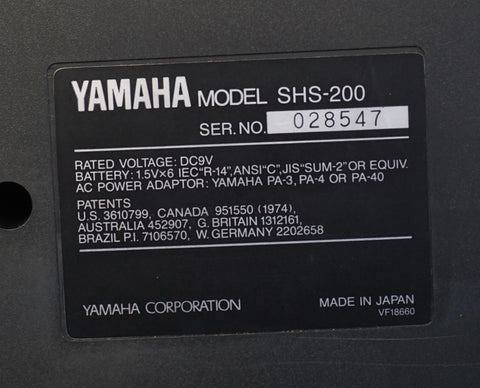 YAMAHA MODEL SHS-200
SER.NO. 028547
RATED VOLTAGE: DC9V
BATTERY: 1.5V×6 IEC"R-14",ANSI"C",JIS"SUM-2"OR EQUIV.
AC POWER ADAPTOR: YAMAHA PA-3, PA-4 OR PA-40
PATENTS
U.S. 3610799, CANADA 951550 (1974),
AUSTRALIA 452907, G. BRITAIN 1312161,
BRAZIL P.I. 7106570, W. GERMANY 2202658
YAMAHA CORPORATION
MADE IN JAPAN
VF18660